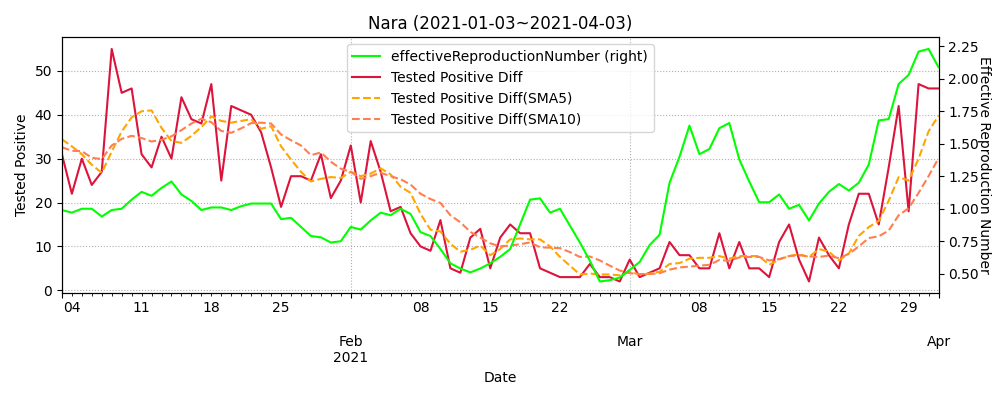 Nara (2021-01-03~2021-04-03)
effectiveReproductionNumber (right)
Tested Positive Diff
Tested Positive Diff(SMA5)
Tested Positive Diff(SMA10)
Tested Positive
50
40
30
20
10
0
2.25
2.00
1.75
1.50
1.25
1.00
0.75
0.50
Effective Reproduction Number
04 11 18 25 08 15 22 08 15 22 29
Feb Mar Apr
2021
Date